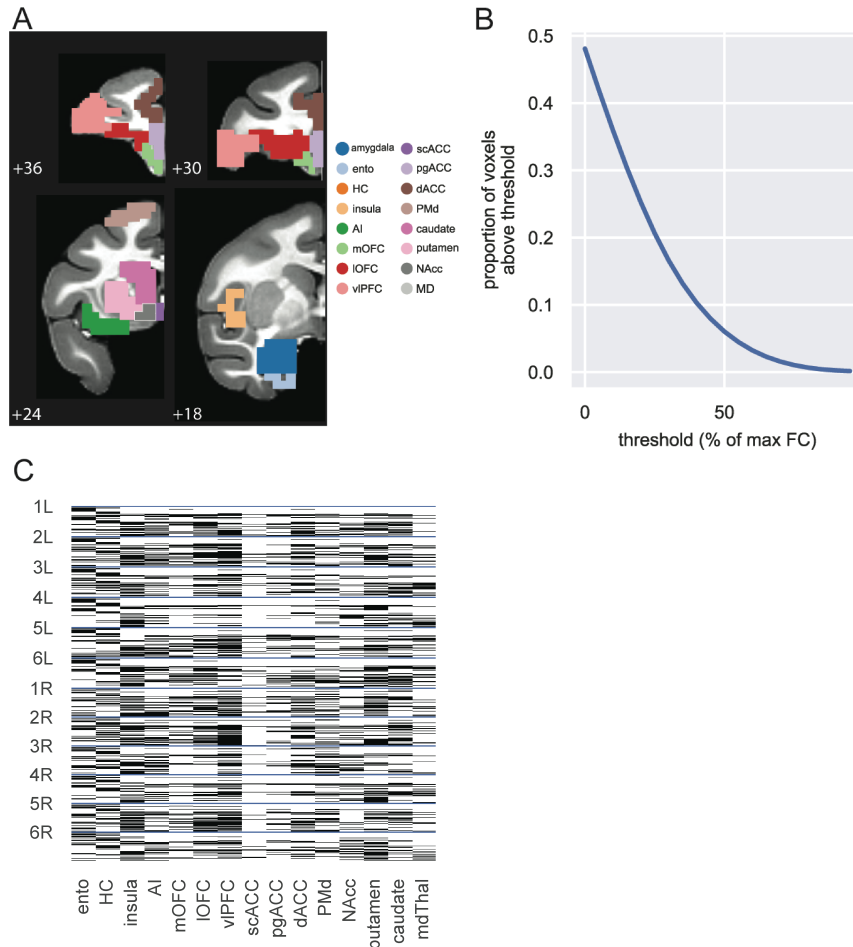 A
+36
+30
+24
+18
amygdala
ento
HC
insula
AI
mOFC
lOFC
vlPFC
scACC
pgACC
dACC
PMd
caudate
putamen
NAcc
MD
B
proportion of voxels
above threshold
0.5
0.4
0.3
0.2
0.1
0.0
0
50
threshold (% of max FC)
C
1L
2L
3L
4L
5L
6L
1R
2R
3R
4R
5R
6R
ento
HC
insula
AI
mOFC
lOFC
vlPFC
scACC
pgACC
dACC
PMd
NAcc
putamen
caudate
mdThal